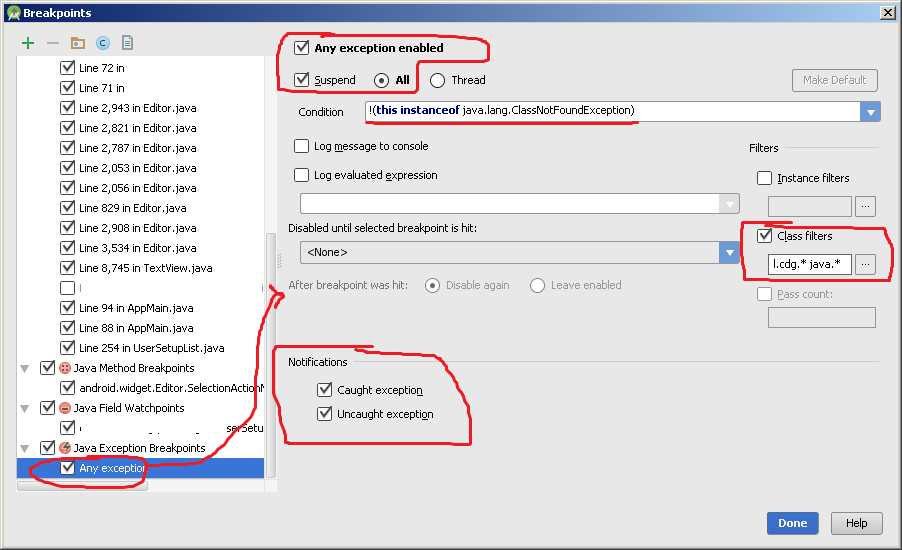 Breakpoints
Line 72 in
Line 71 in
Line 2,943 in Editor.java
Line 2,821 in Editor.java
Line 2,787 in Editor.java
Line 2,053 in Editor.java
Line 2,056 in Editor.java
Line 829 in Editor.java
Line 2,908 in Editor.java
Line 3,534 in Editor.java
Line 8,745 in TextView.java
Line 94 in AppMain.java
Line 88 in AppMain.java
Line 254 in UserSetupList.java
Java Method Breakpoints
android.widget.Editor.SelectionAction
Java Field Watchpoints
serSetu
Java Exception Breakpoints
Any exception
Any exception enabled
Suspend All Thread
Make Default
Condition !(this instanceof java.lang.ClassNotFoundException)
Log message to console
Log evaluated expression
Disabled until selected breakpoint is hit:
<None>
After breakpoint was hit: Disable again Leave enabled
Filters
Instance filters
...
Class filters
l.cdg.* java.* ...
Pass count:
Notifications
Caught exception
Uncaught exception
Done Help